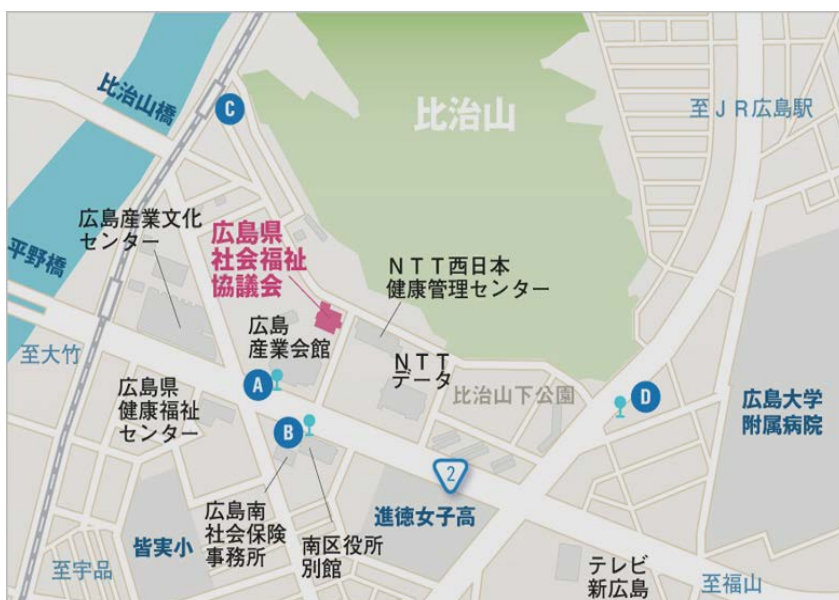 比治山橋
C
比治山
至ＪＲ広島駅
広島産業文化
センター
広島県
社会福祉
協議会
ＮＴＴ西日本
健康管理センター
平野橋
広島
産業会館
至大竹
A
ＮＴＴ
データ
比治山下公園
D
広島大学
附属病院
広島県
健康福祉
センター
B
2
広島南
社会保険
事務所
進徳女子高
皆実小
南区役所
別館
テレビ
新広島
至宇品
至福山